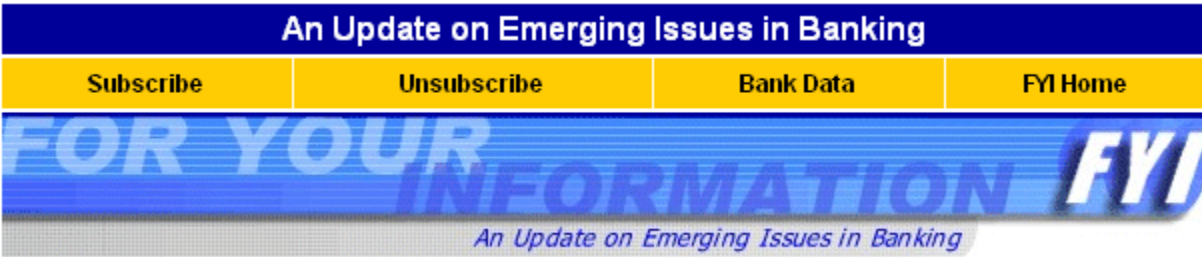 An Update on Emerging Issues in Banking
Subscribe Unsubscribe Bank Data FYI Home
FOR YOUR
INFORMATION FYI
An Update on Emerging Issues in Banking